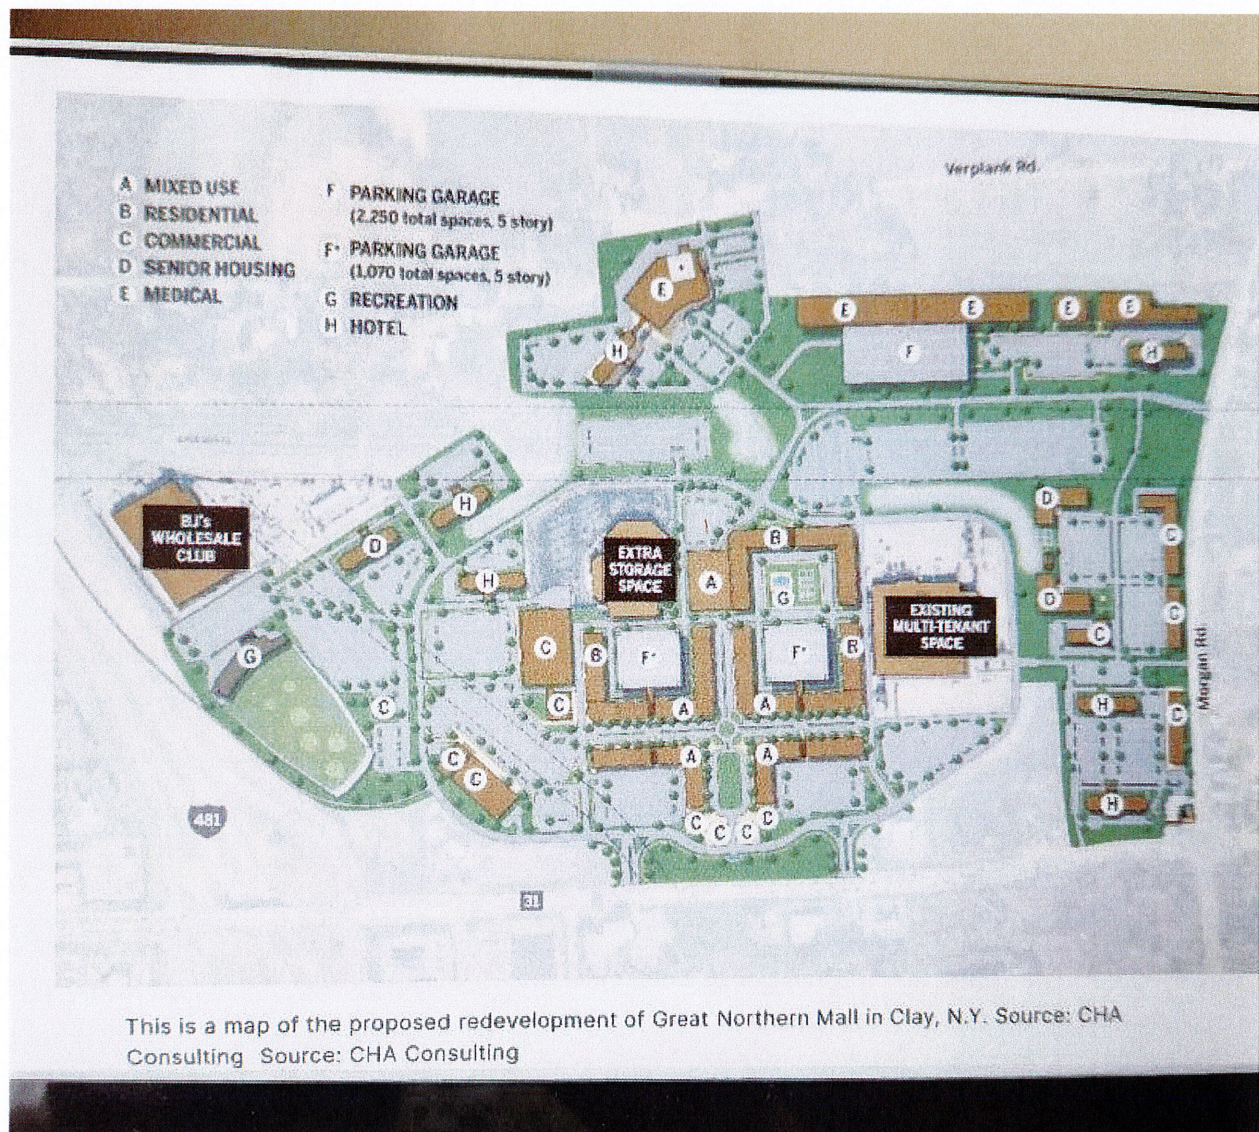 Verplank Rd.
A MIXED USE
B RESIDENTIAL
C COMMERCIAL
D SENIOR HOUSING
E MEDICAL
F PARKING GARAGE
(2,250 total spaces, 5 story)
F* PARKING GARAGE
(1,070 total spaces, 5 story)
G RECREATION
H HOTEL
E
E
E
E
E
F
H
H
H
D
BJ's
WHOLESALE
CLUB
D
H
EXTRA
STORAGE
SPACE
B
A
G
C
C
D
EXISTING
MULTI-TENANT
SPACE
C
G
C
B
F*
F*
C
A
A
H
C
Morgan Rd.
C
C
C
A
A
H
C
C
C
C
481
31
This is a map of the proposed redevelopment of Great Northern Mall in Clay, N.Y. Source: CHA
Consulting Source: CHA Consulting